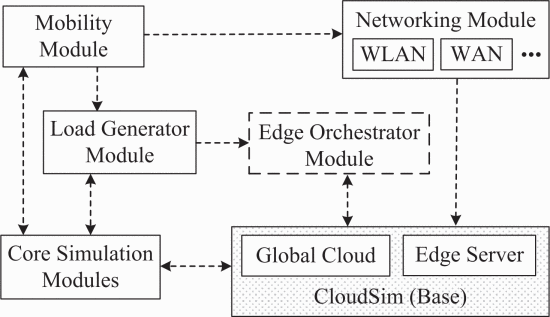 Mobility
Module
Networking Module
WLAN
WAN
•••
Load Generator
Module
Edge Orchestrator
Module
Core Simulation
Modules
Global Cloud
Edge Server
CloudSim (Base)